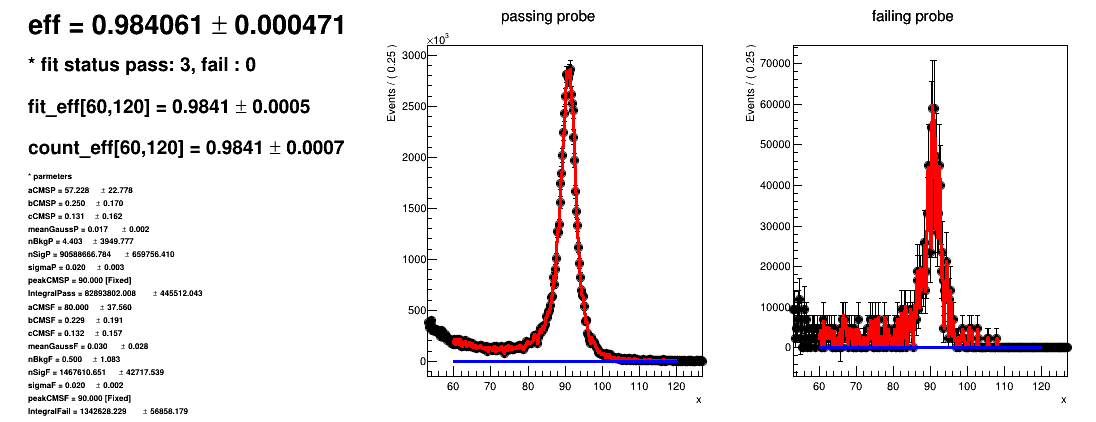 eff = 0.984061 ± 0.000471
* fit status pass: 3, fail : 0
fit_eff[60,120] = 0.9841 ± 0.0005
count_eff[60,120] = 0.9841 ± 0.0007
* parmeters
aCMSP = 57.228 ± 22.778
bCMSP = 0.250 ± 0.170
cCMSP = 0.131 ± 0.162
meanGaussP = 0.017 ± 0.002
nBkgP = 4.403 ± 3949.777
nSigP = 90588666.784 ± 659756.410
sigmaP = 0.020 ± 0.003
peakCMSP = 90.000 [Fixed]
IntegralPass = 82893802.008 ± 445512.043
aCMSF = 80.000 ± 37.560
bCMSF = 0.229 ± 0.191
cCMSF = 0.132 ± 0.157
meanGaussF = 0.030 ± 0.028
nBkgF = 0.500 ± 1.083
nSigF = 1467610.651 ± 42717.539
sigmaF = 0.020 ± 0.002
peakCMSF = 90.000 [Fixed]
IntegralFail = 1342628.229 ± 56858.179
passing probe
×10³
Events / ( 0.25 )
3000
2500
2000
1500
1000
500
0
60 70 80 90 100 110 120
x
failing probe
Events / ( 0.25 )
70000
60000
50000
40000
30000
20000
10000
0
60 70 80 90 100 110 120
x